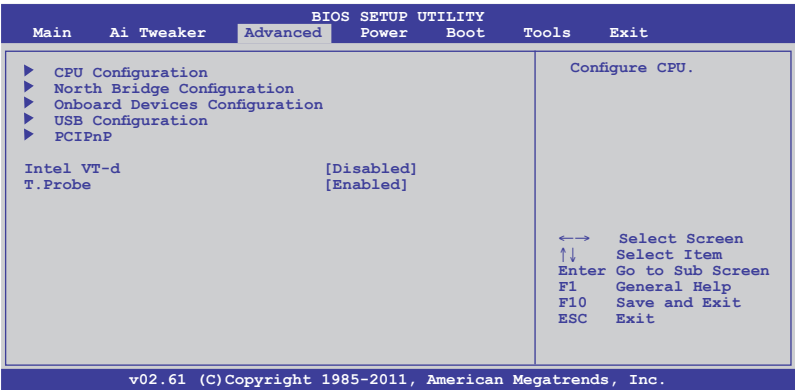 BIOS SETUP UTILITY
Main Ai Tweaker Advanced Power Boot Tools Exit
CPU Configuration
North Bridge Configuration
Onboard Devices Configuration
USB Configuration
PCIPnP
Intel VT-d [Disabled]
T.Probe [Enabled]
Configure CPU.
←→ Select Screen
↑↓ Select Item
Enter Go to Sub Screen
F1 General Help
F10 Save and Exit
ESC Exit
v02.61 (C)Copyright 1985-2011, American Megatrends, Inc.